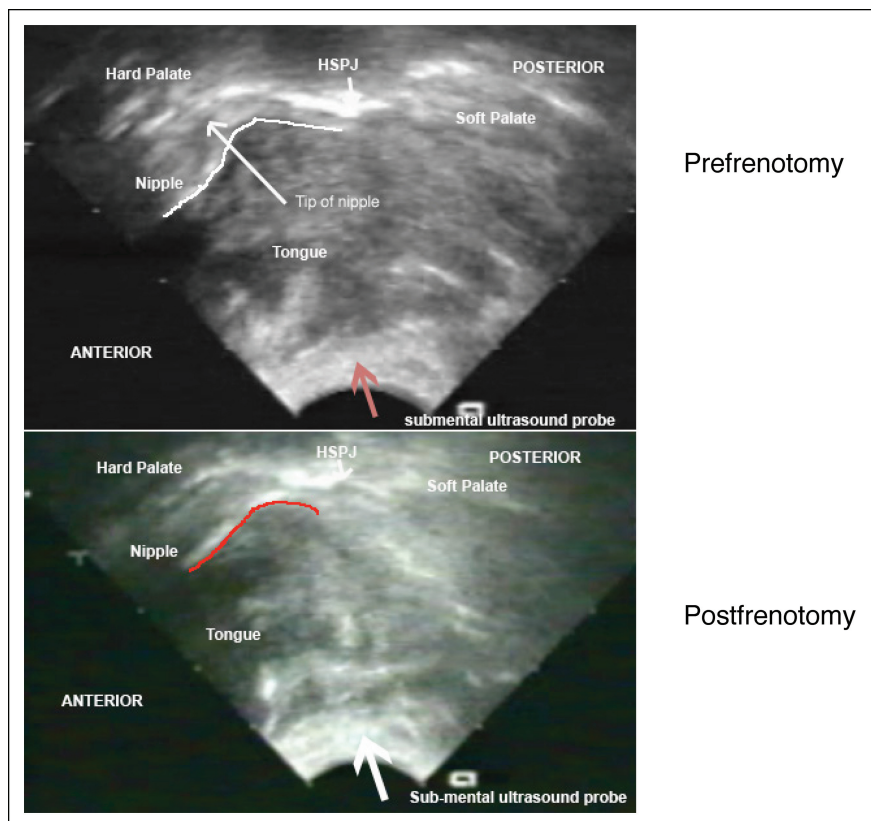 HSPJ
POSTERIOR
Hard Palate
Soft Palate
Nipple
Tip of nipple
Tongue
ANTERIOR
submental ultrasound probe
Prefrenotomy
HSPJ
POSTERIOR
Hard Palate
Soft Palate
Nipple
Tongue
ANTERIOR
Sub-mental ultrasound probe
Postfrenotomy